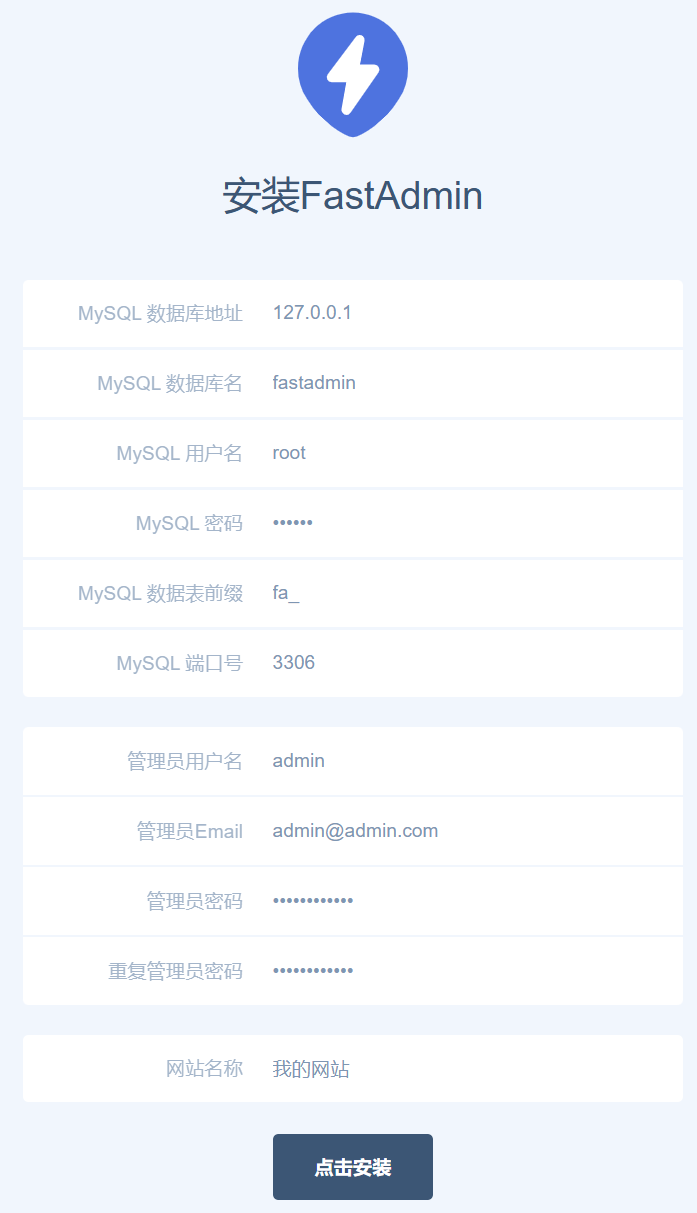 安装FastAdmin
MySQL 数据库地址 127.0.0.1
MySQL 数据库名 fastadmin
MySQL 用户名 root
MySQL 密码 ••••••
MySQL 数据表前缀 fa_
MySQL 端口号 3306
管理员用户名 admin
管理员Email admin@admin.com
管理员密码 ••••••••••••
重复管理员密码 ••••••••••••
网站名称 我的网站
点击安装